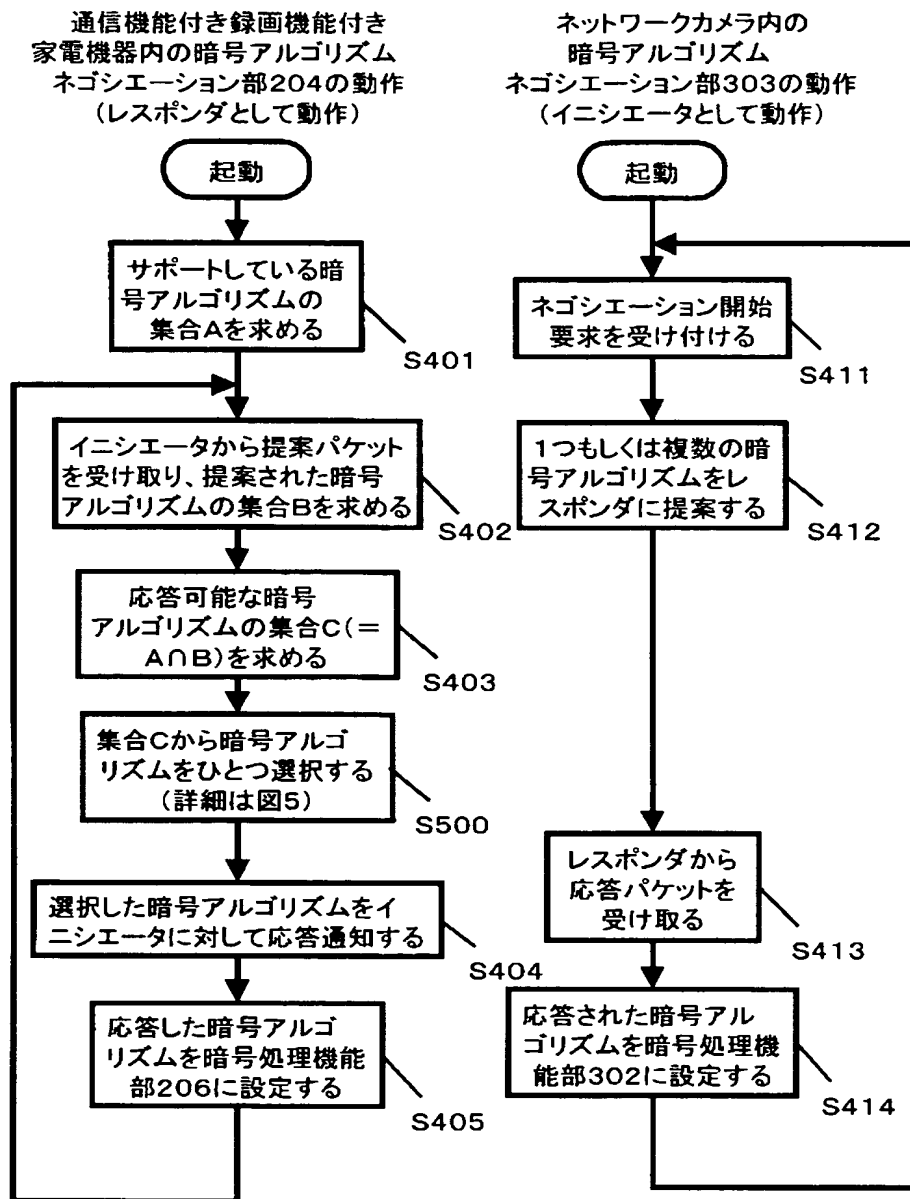 通信機能付き録画機能付き
家電機器内の暗号アルゴリズム
ネゴシエーション部204の動作
(レスポンダとして動作)
起動
サポートしている暗
号アルゴリズムの
集合Aを求める
S401
イニシエータから提案パケット
を受け取り、提案された暗号
アルゴリズムの集合Bを求める
S402
応答可能な暗号
アルゴリズムの集合C(=
A∩B)を求める
S403
集合Cから暗号アルゴ
リズムをひとつ選択する
(詳細は図5)
S500
選択した暗号アルゴリズムをイ
ニシエータに対して応答通知する
S404
応答した暗号アルゴ
リズムを暗号処理機能
部206に設定する
S405
ネットワークカメラ内の
暗号アルゴリズム
ネゴシエーション部303の動作
(イニシエータとして動作)
起動
ネゴシエーション開始
要求を受け付ける
S411
1つもしくは複数の暗
号アルゴリズムをレ
スポンダに提案する
S412
レスポンダから
応答パケットを
受け取る
S413
応答された暗号アル
ゴリズムを暗号処理機
能部302に設定する
S414